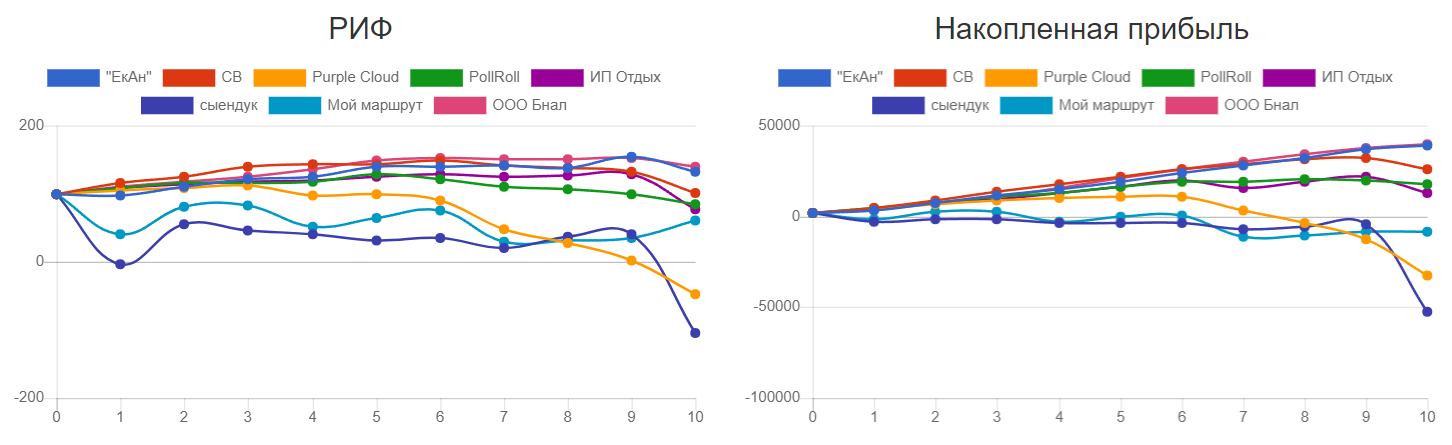 РИФ
"ЕкАн" СВ Purple Cloud PollRoll ИП Отдых
сыендук Мой маршрут ООО Бнал
200
0
-200
0 1 2 3 4 5 6 7 8 9 10
Накопленная прибыль
"ЕкАн" СВ Purple Cloud PollRoll ИП Отдых
сыендук Мой маршрут ООО Бнал
50000
0
-50000
-100000
0 1 2 3 4 5 6 7 8 9 10